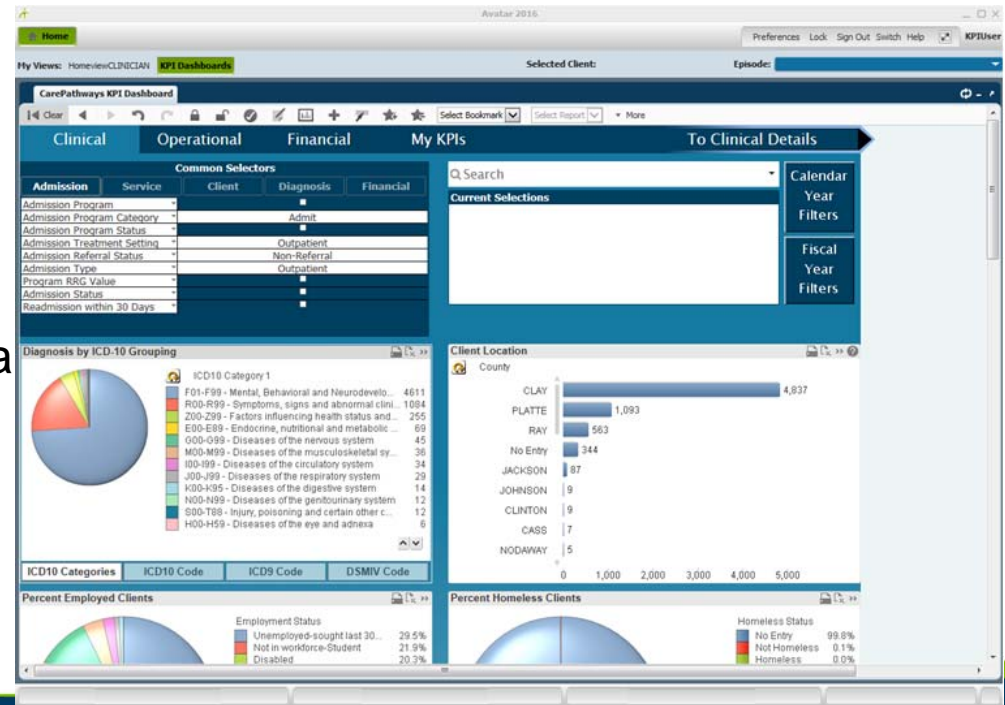 Avatar 2016
Home
Preferences Lock Sign Out Switch Help KPIUser
My Views: HomeviewCLINICIAN KPI Dashboards Selected Client: Episode:
CarePathways KPI Dashboard
Clear Select Bookmark Select Report More
Clinical Operational Financial My KPIs To Clinical Details
Common Selectors
Admission Service Client Diagnosis Financial
Admission Program
Admission Program Category Admit
Admission Program Status
Admission Treatment Setting Outpatient
Admission Referral Status Non-Referral
Admission Type Outpatient
Program RRG Value
Admission Status
Readmission within 30 Days
Search
Current Selections
Calendar
Year
Filters
Fiscal
Year
Filters
a
Diagnosis by ICD-10 Grouping
ICD10 Category1
F01-F99 - Mental, Behavioral and Neurodevelo... 4611
R00-R99 - Symptoms, signs and abnormal clini... 1084
Z00-Z99 - Factors influencing health status and... 255
E00-E89 - Endocrine, nutritional and metabolic ... 69
G00-G99 - Diseases of the nervous system 45
M00-M99 - Diseases of the musculoskeletal sy... 36
I00-I99 - Diseases of the circulatory system 34
J00-J99 - Diseases of the respiratory system 29
K00-K95 - Diseases of the digestive system 14
N00-N99 - Diseases of the genitourinary system 12
S00-T88 - Injury, poisoning and certain other c... 12
H00-H59 - Diseases of the eye and adnexa 6
ICD10 Categories ICD10 Code ICD9 Code DSMIV Code
Client Location
County
CLAY 4,837
PLATTE 1,093
RAY 563
No Entry 344
JACKSON 87
JOHNSON 9
CLINTON 9
CASS 7
NODAWAY 5
0 1,000 2,000 3,000 4,000 5,000
Percent Employed Clients
Employment Status
Unemployed-sought last 30... 29.5%
Not in workforce-Student 21.9%
Disabled 20.3%
Percent Homeless Clients
Homeless Status
No Entry 99.8%
Not Homeless 0.1%
Homeless 0.0%